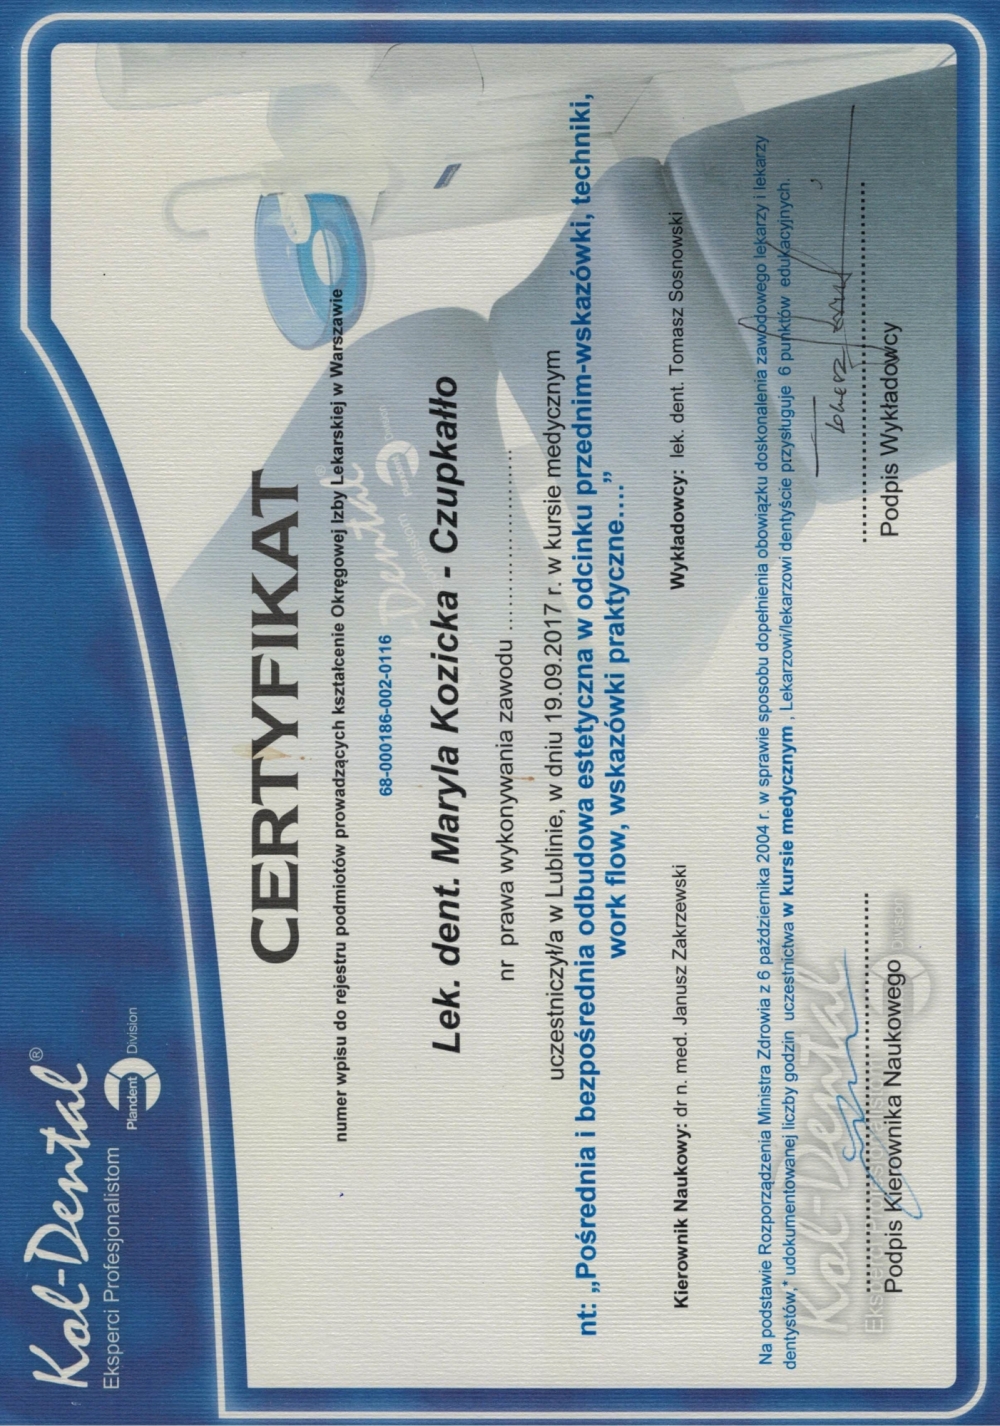 Kol-Dental®
Eksperci Profesjonalistom
Plandent Division
CERTYFIKAT
numer wpisu do rejestru podmiotów prowadzących kształcenie Okręgowej Izby Lekarskiej w Warszawie
68-000186-002-0116
Lek. dent. Maryla Kozicka - Czupkałło
nr prawa wykonywania zawodu ................................
uczestniczył/a w Lublinie, w dniu 19.09.2017 r. w kursie medycznym
nt: „Pośrednia i bezpośrednia odbudowa estetyczna w odcinku przednim-wskazówki, techniki,
work flow, wskazówki praktyczne...."
Kierownik Naukowy: dr n. med. Janusz Zakrzewski
Wykładowcy: lek. dent. Tomasz Sosnowski
Na podstawie Rozporządzenia Ministra Zdrowia z 6 października 2004 r. w sprawie sposobu dopełnienia obowiązku doskonalenia zawodowego lekarzy i lekarzy
dentystów,* udokumentowanej liczby godzin uczestnictwa w kursie medycznym , Lekarzowi/lekarzowi dentyście przysługuje 6 punktów edukacyjnych.
Podpis Kierownika Naukowego
Podpis Wykładowcy